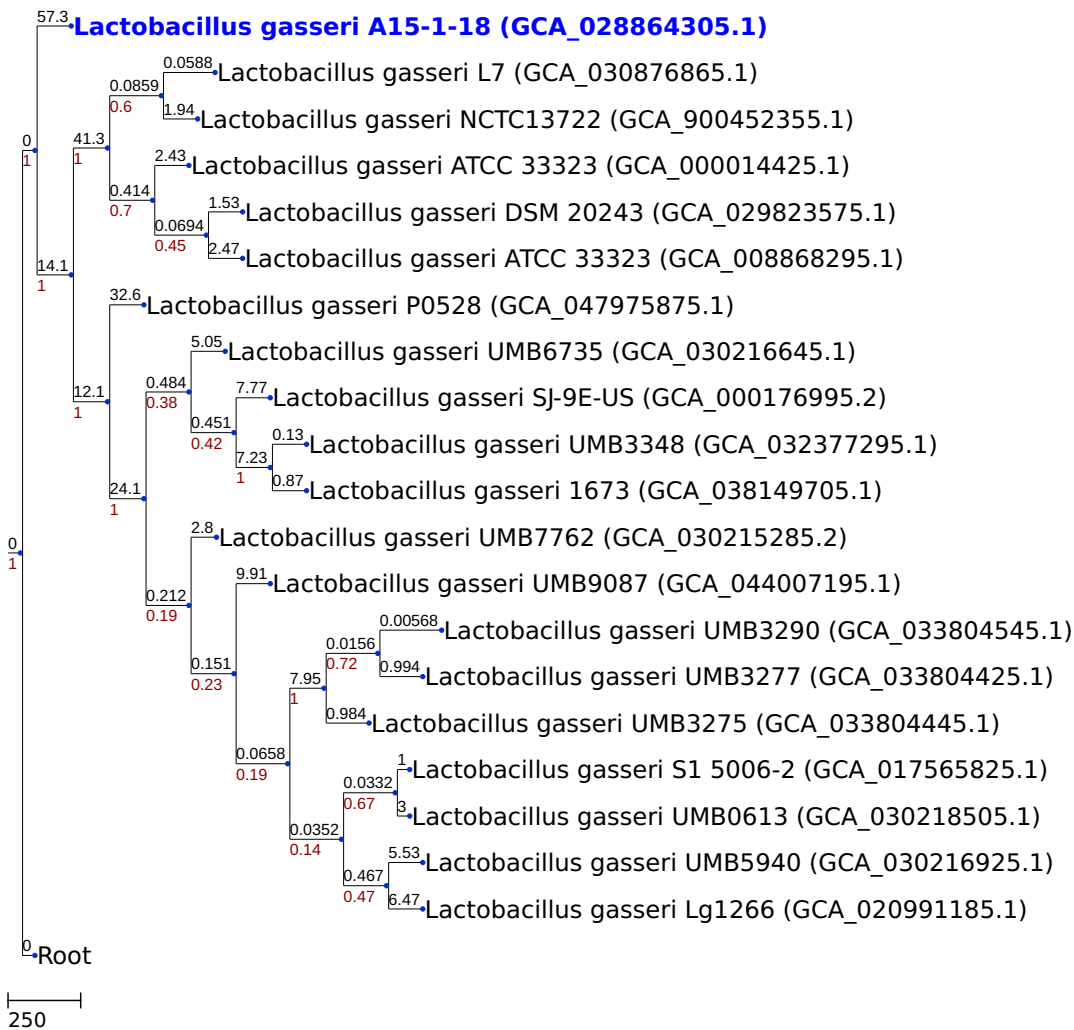 57.3
Lactobacillus gasseri A15-1-18 (GCA_028864305.1)
0.0588
Lactobacillus gasseri L7 (GCA_030876865.1)
0.0859
0.6
1.94
Lactobacillus gasseri NCTC13722 (GCA_900452355.1)
0
1
41.3
1
2.43
Lactobacillus gasseri ATCC 33323 (GCA_000014425.1)
0.414
0.7
1.53
Lactobacillus gasseri DSM 20243 (GCA_029823575.1)
0.0694
0.45
2.47
Lactobacillus gasseri ATCC 33323 (GCA_008868295.1)
14.1
1
32.6
Lactobacillus gasseri P0528 (GCA_047975875.1)
5.05
Lactobacillus gasseri UMB6735 (GCA_030216645.1)
12.1
1
0.484
0.38
7.77
Lactobacillus gasseri SJ-9E-US (GCA_000176995.2)
0.451
0.42
0.13
Lactobacillus gasseri UMB3348 (GCA_032377295.1)
7.23
1
0.87
Lactobacillus gasseri 1673 (GCA_038149705.1)
24.1
1
2.8
Lactobacillus gasseri UMB7762 (GCA_030215285.2)
0
1
9.91
Lactobacillus gasseri UMB9087 (GCA_044007195.1)
0.212
0.19
0.00568
Lactobacillus gasseri UMB3290 (GCA_033804545.1)
0.0156
0.72
0.151
0.23
0.994
Lactobacillus gasseri UMB3277 (GCA_033804425.1)
7.95
1
0.984
Lactobacillus gasseri UMB3275 (GCA_033804445.1)
0.0658
0.19
1
Lactobacillus gasseri S1 5006-2 (GCA_017565825.1)
0.0332
0.67
3
Lactobacillus gasseri UMB0613 (GCA_030218505.1)
0.0352
0.14
5.53
Lactobacillus gasseri UMB5940 (GCA_030216925.1)
0.467
0.47
6.47
Lactobacillus gasseri Lg1266 (GCA_020991185.1)
0
Root
250